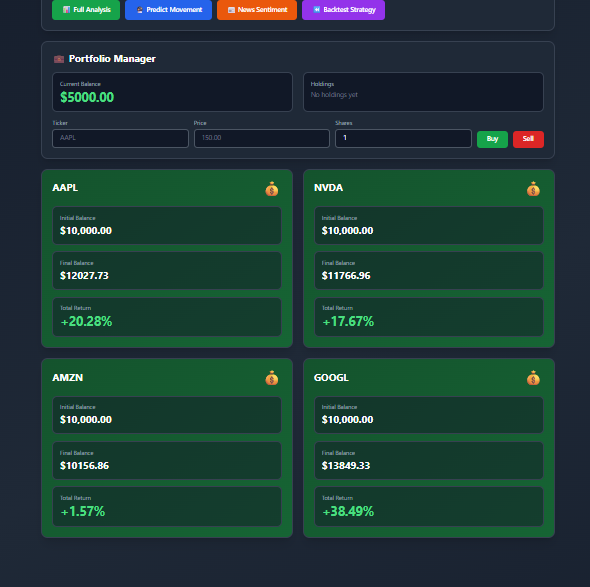 Full Analysis
Predict Movement
News Sentiment
Backtest Strategy
Portfolio Manager
Current Balance
$5000.00
Holdings
No holdings yet
Ticker
AAPL
Price
150.00
Shares
1
Buy
Sell
AAPL
Initial Balance
$10,000.00
Final Balance
$12027.73
Total Return
+20.28%
NVDA
Initial Balance
$10,000.00
Final Balance
$11766.96
Total Return
+17.67%
AMZN
Initial Balance
$10,000.00
Final Balance
$10156.86
Total Return
+1.57%
GOOGL
Initial Balance
$10,000.00
Final Balance
$13849.33
Total Return
+38.49%